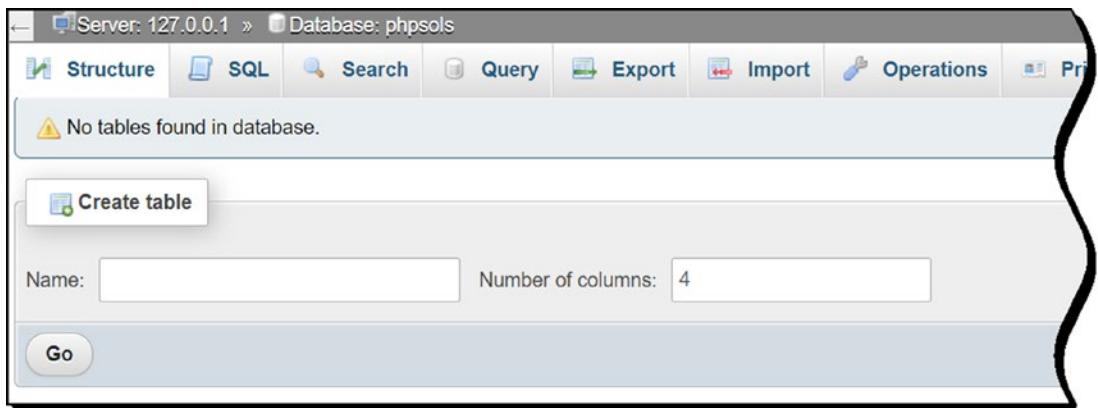 ← Server: 127.0.0.1 » Database: phpsols
Structure SQL Search Query Export Import Operations
No tables found in database.
Create table
Name: Number of columns: 4
Go